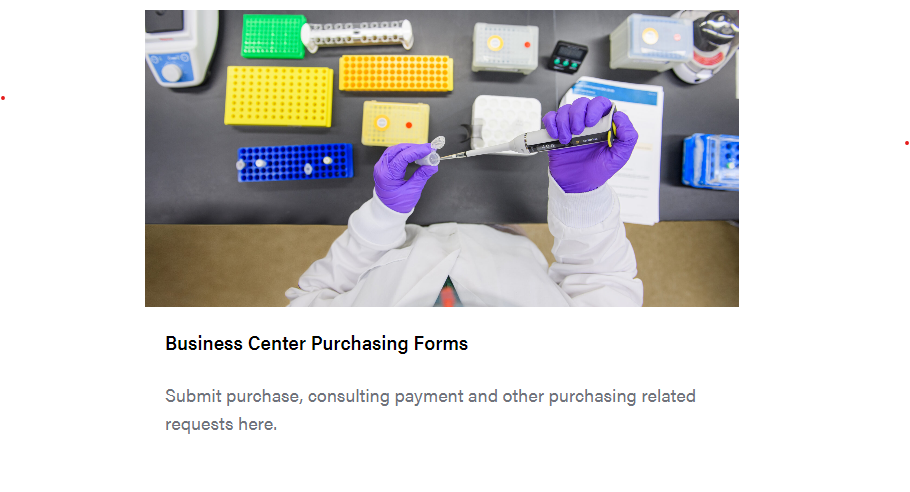 Business Center Purchasing Forms
Submit purchase, consulting payment and other purchasing related
requests here.